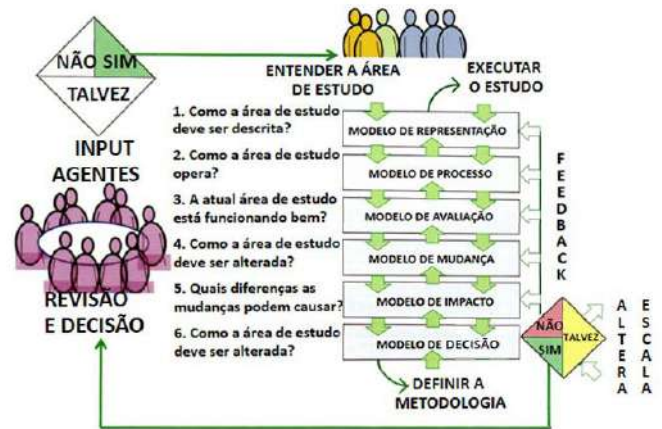 NÃO SIM
TALVEZ
INPUT
AGENTES
REVISÃO
E DECISÃO
ENTENDER A ÁREA
DE ESTUDO
EXECUTAR
O ESTUDO
1. Como a área de estudo
deve ser descrita?
MODELO DE REPRESENTAÇÃO
2. Como a área de estudo
opera?
MODELO DE PROCESSO
3. A atual área de estudo
está funcionando bem?
MODELO DE AVALIAÇÃO
4. Como a área de estudo
deve ser alterada?
MODELO DE MUDANÇA
5. Quais diferenças as
mudanças podem causar?
MODELO DE IMPACTO
6. Como a área de estudo
deve ser alterada?
MODELO DE DECISÃO
DEFINIR A
METODOLOGIA
FEEDBACK
NÃO
SIM
TALVEZ
ALTERA
ESCALA